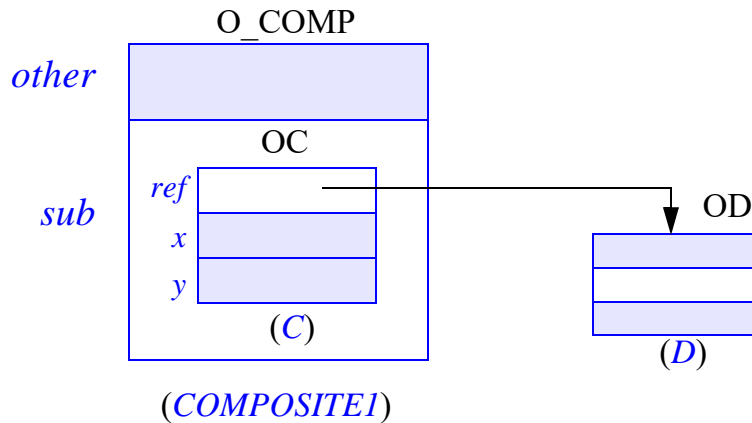 O_COMP
other
OC
ref
sub
OD
x
y
(C)
(D)
(COMPOSITE1)